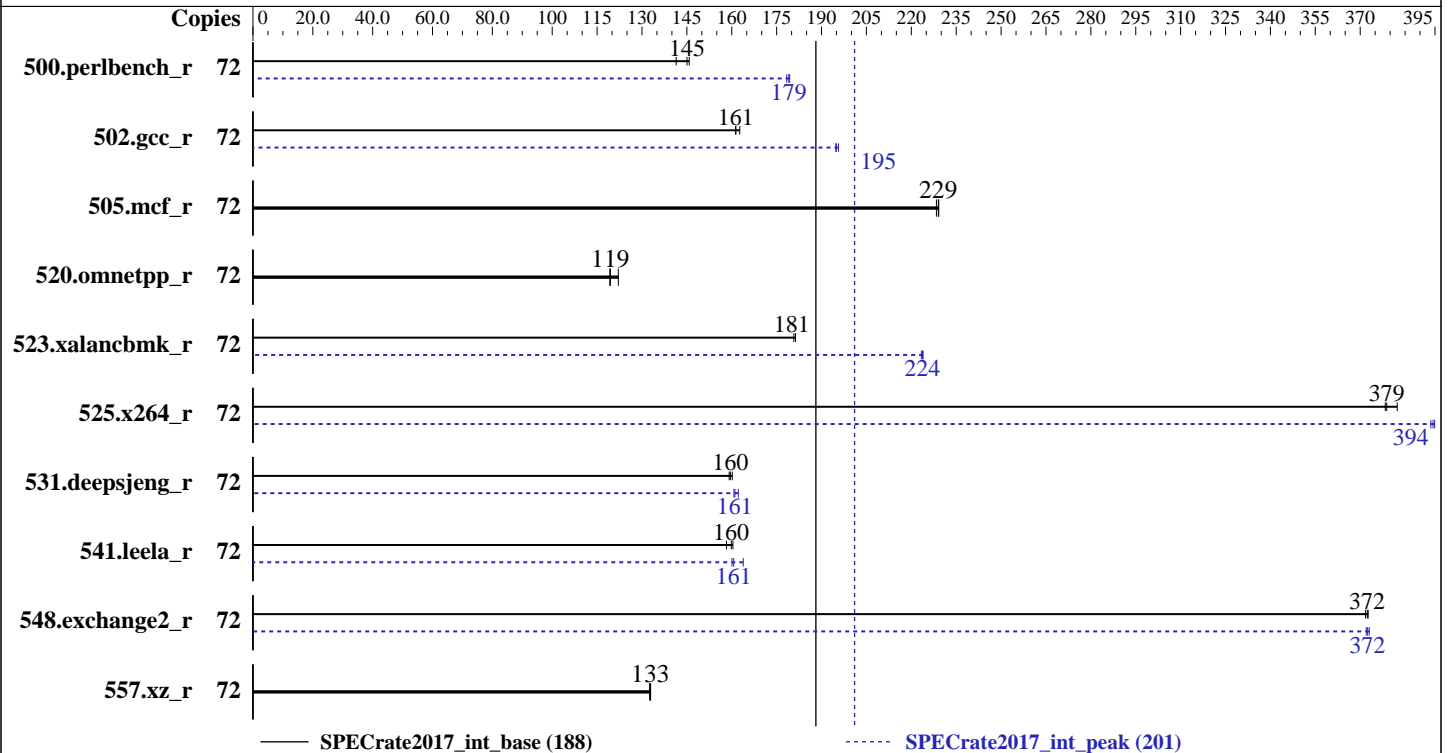 Copies 0 20.0 40.0 60.0 80.0 100 115 130 145 160 175 190 205 220 235 250 265 280 295 310 325 340 355 370 395
500.perlbench_r 72 145
179
502.gcc_r 72 161
195
505.mcf_r 72 229
520.omnetpp_r 72 119
523.xalancbmk_r 72 181
224
525.x264_r 72 379
394
531.deepsjeng_r 72 160
161
541.leela_r 72 160
161
548.exchange2_r 72 372
372
557.xz_r 72 133
SPECrate2017_int_base (188) SPECrate2017_int_peak (201)